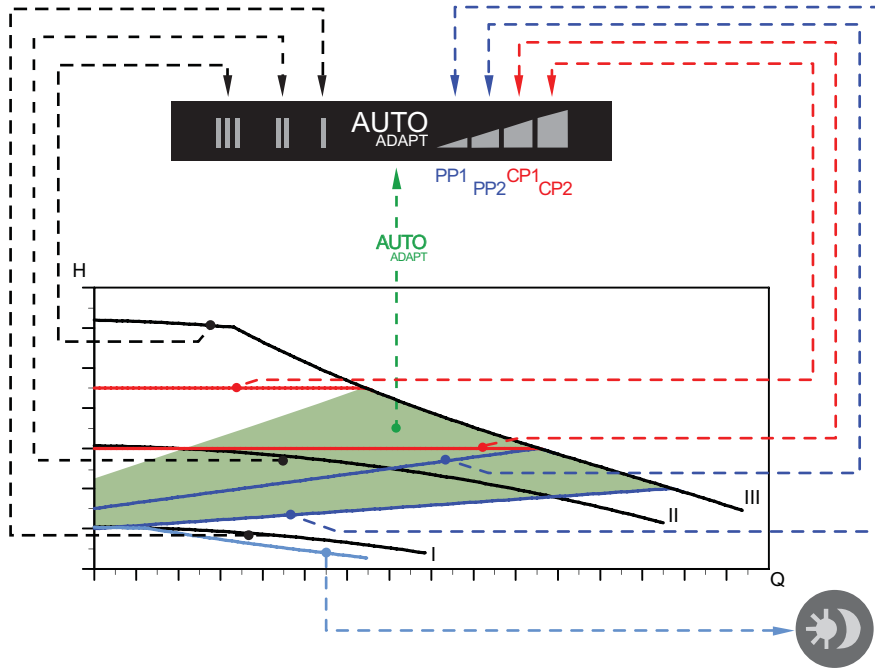 III II I AUTO
ADAPT
PP1 PP2 CP1 CP2
AUTO
ADAPT
H
III
II
I
Q